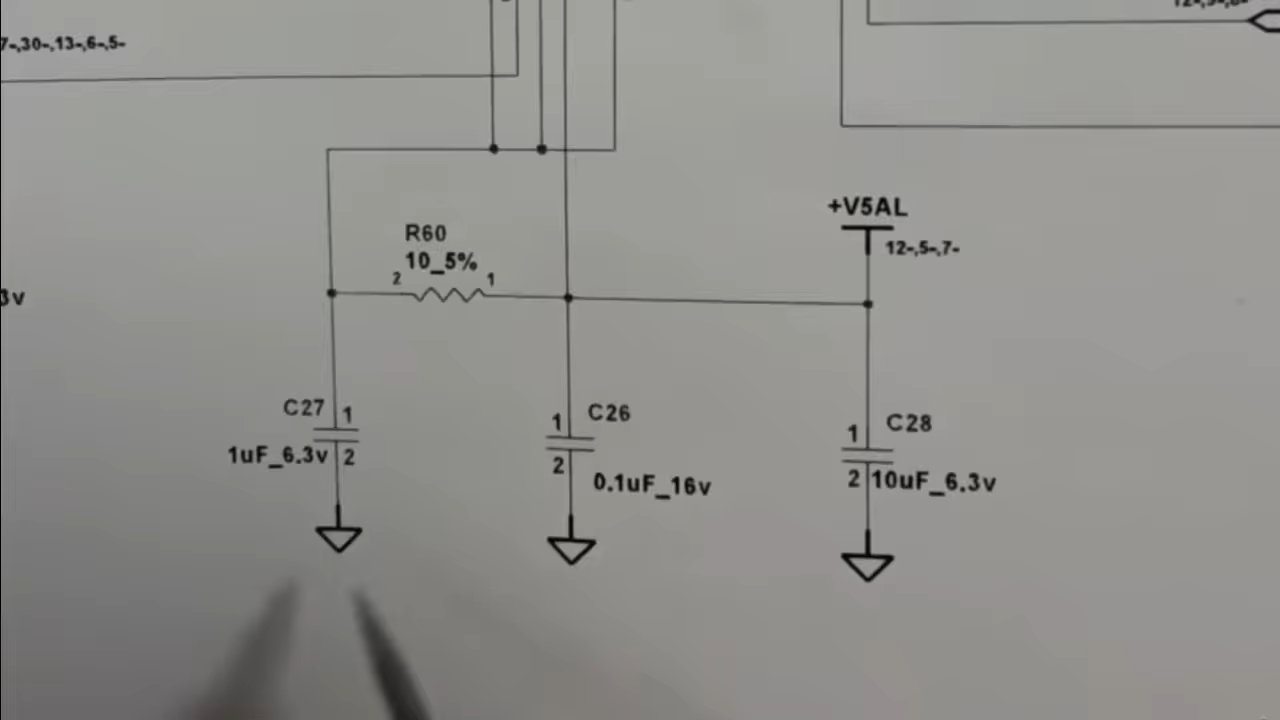 7-,30-,13-,6-,5-
+V5AL
12-,5-,7-
R60
10_5%
2
1
3v
C27
1
1uF_6.3v
2
1
C26
2
0.1uF_16v
1
C28
2
10uF_6.3v